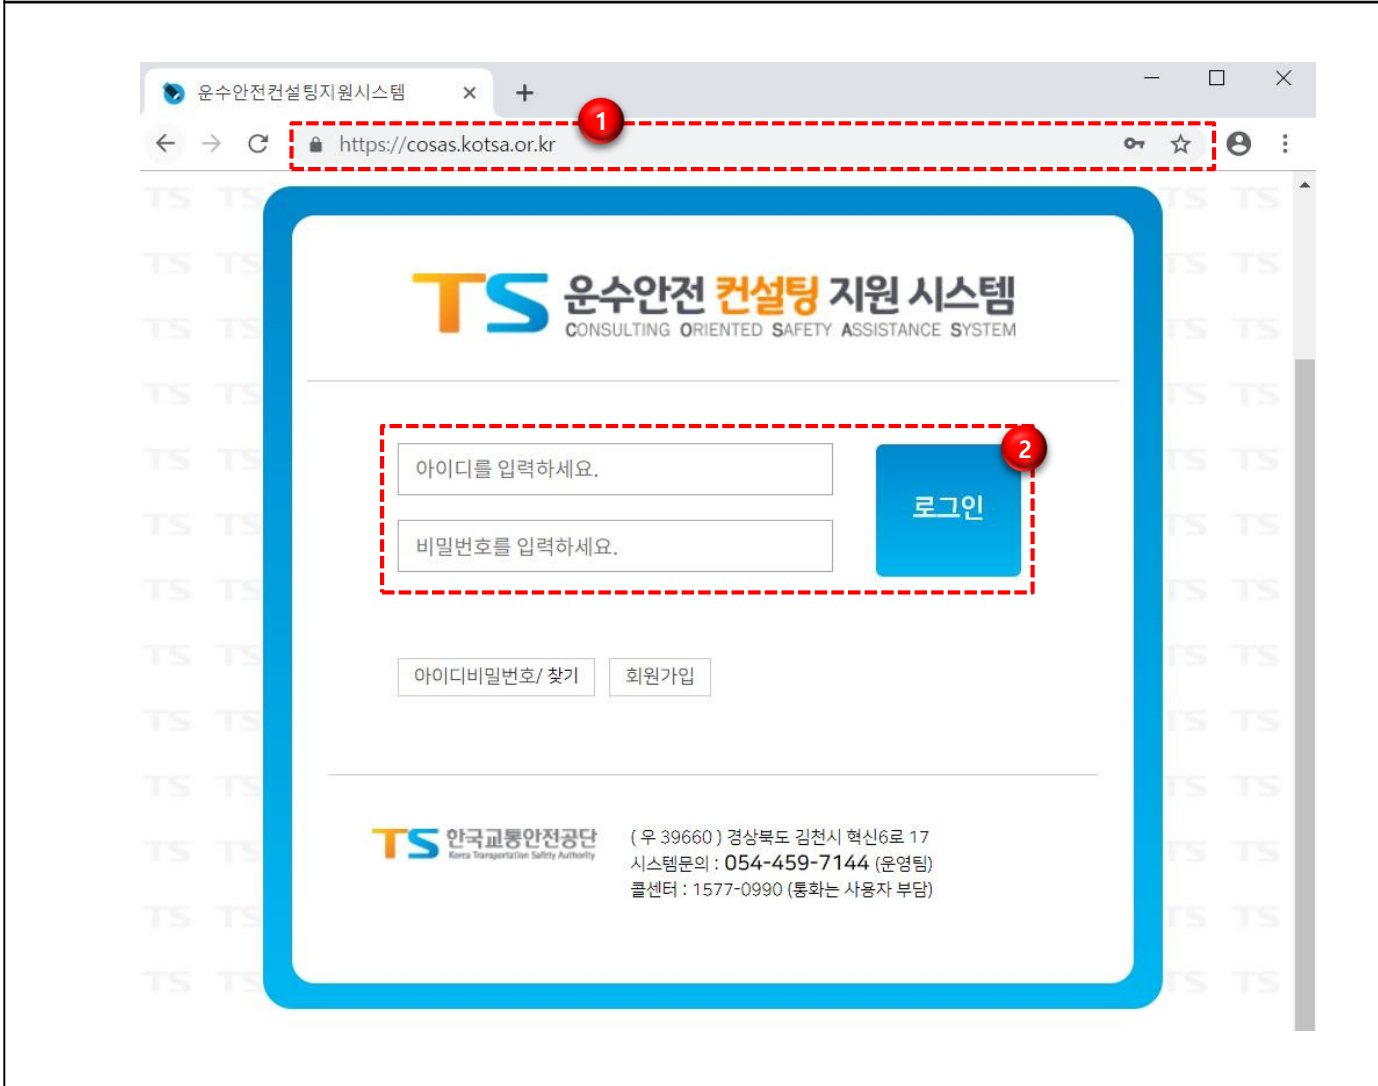 운수안전컨설팅지원시스템
1
https://cosas.kotsa.or.kr
TS 운수안전 컨설팅 지원 시스템
CONSULTING ORIENTED SAFETY ASSISTANCE SYSTEM
2
아이디를 입력하세요.
로그인
비밀번호를 입력하세요.
아이디비밀번호/ 찾기 회원가입
TS 한국교통안전공단
Korea Transportation Safety Authority
( 우 39660 ) 경상북도 김천시 혁신6로 17
시스템문의 : 054-459-7144 (운영팀)
콜센터 : 1577-0990 (통화는 사용자 부담)